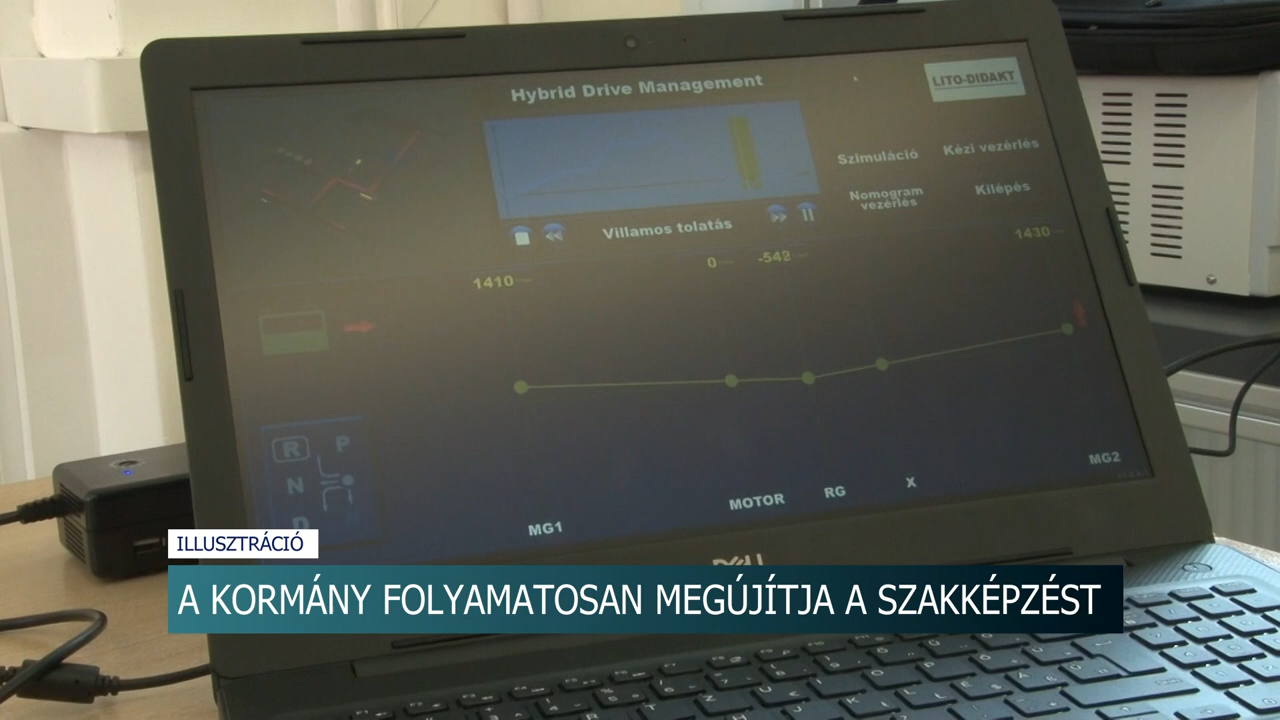 Hybrid Drive Management
LITO-DIDAKT
Szimuláció
Kézi vezérlés
Nomogram
vezérlés
Kilépés
Villamos tolatás
1410
0
-542
1430
R
P
N
D
MG1
MOTOR
RG
X
MG2
DELL
ILLUSZTRÁCIÓ
A KORMÁNY FOLYAMATOSAN MEGÚJÍTJA A SZAKKÉPZÉST